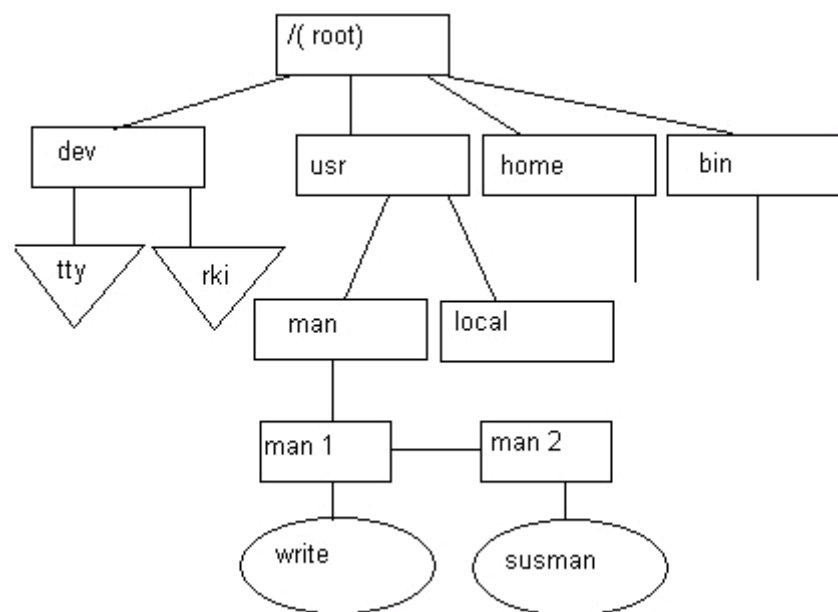 /( root)
dev
usr
home
bin
tty
rki
man
local
man 1
man 2
write
susman